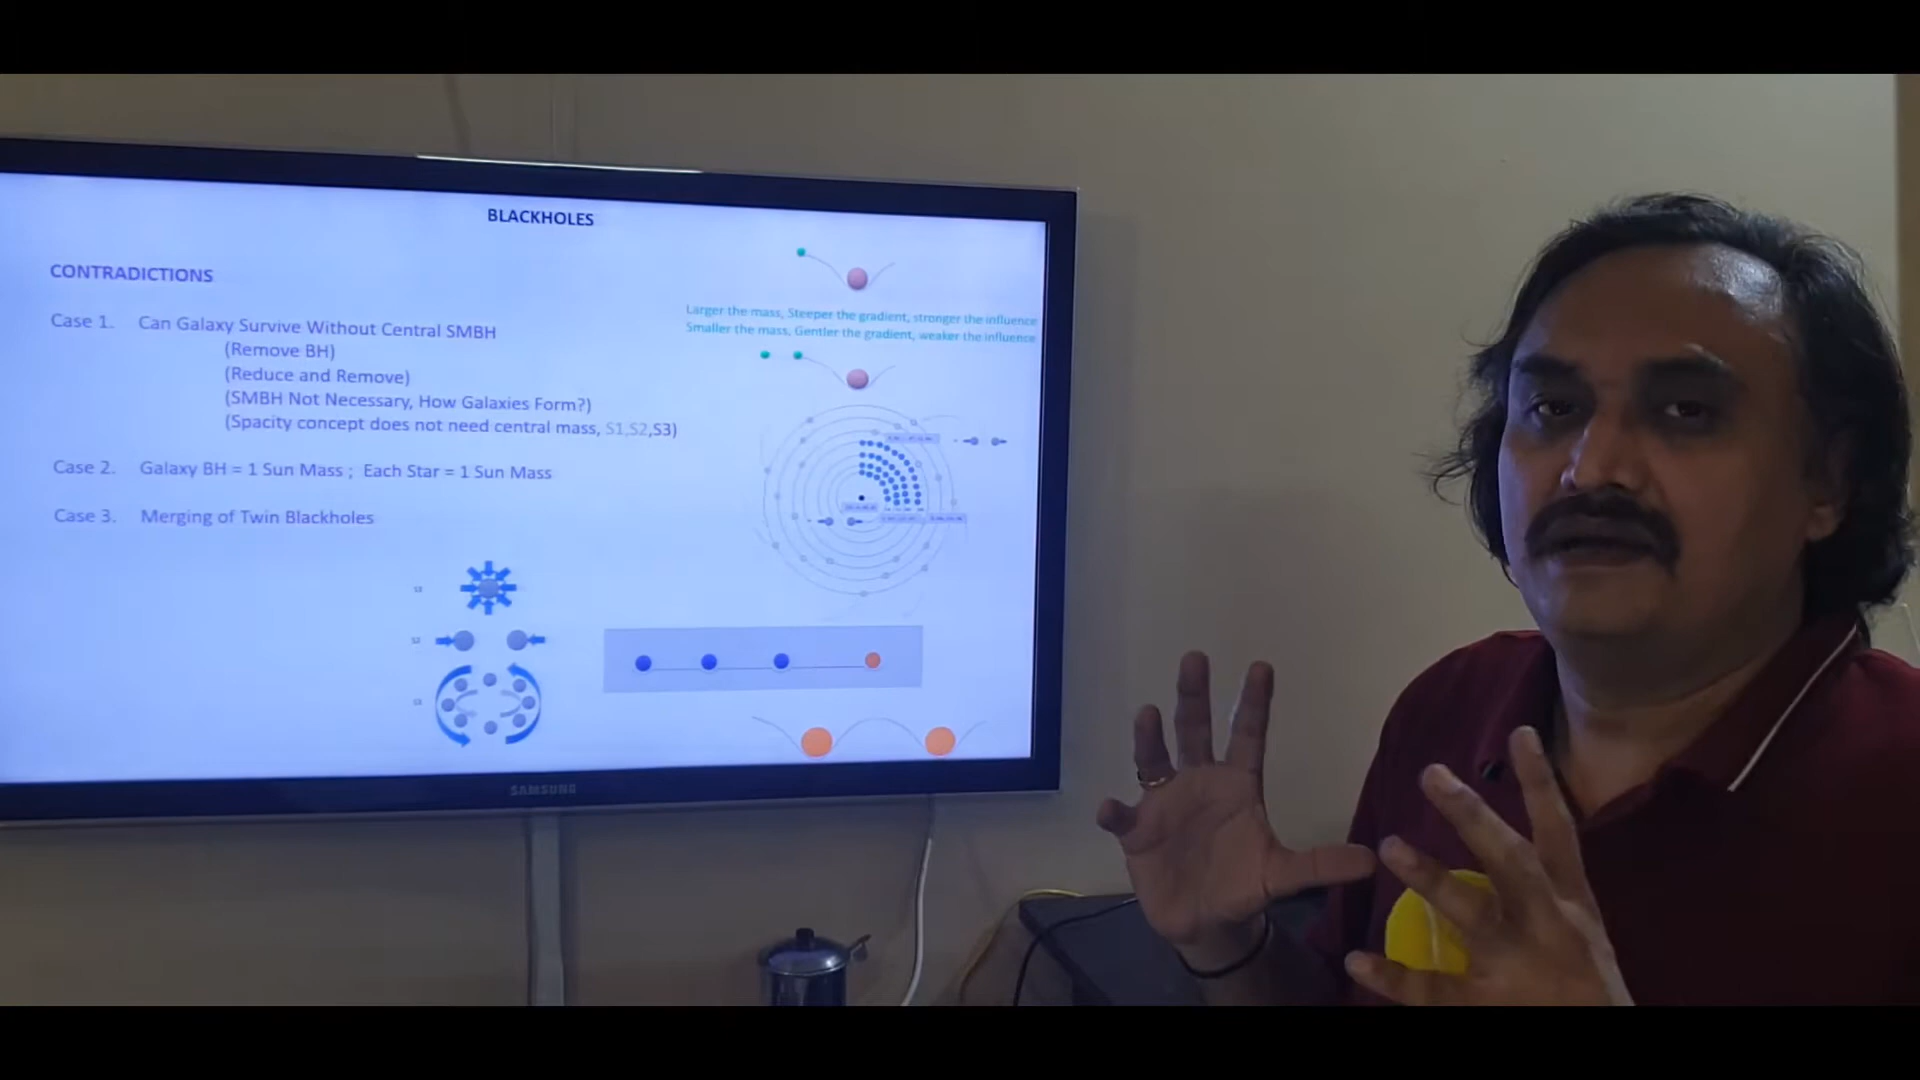 BLACKHOLES
CONTRADICTIONS
Case 1. Can Galaxy Survive Without Central SMBH
(Remove BH)
(Reduce and Remove)
(SMBH Not Necessary, How Galaxies Form?)
(Spacity concept does not need central mass, S1,S2,S3)
Case 2. Galaxy BH = 1 Sun Mass ; Each Star = 1 Sun Mass
Case 3. Merging of Twin Blackholes
Larger the mass, Steeper the gradient, stronger the influence
Smaller the mass, Gentler the gradient, weaker the influence
SAMSUNG